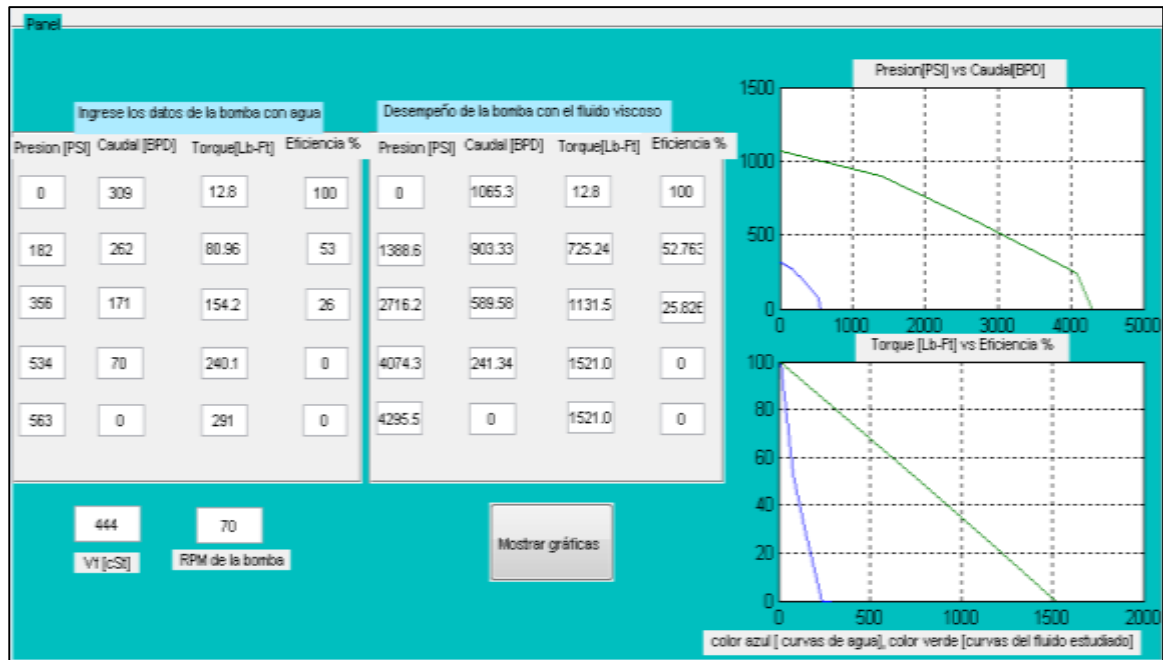 Panel
Ingrese los datos de la bomba con agua
Presion [PSI] Caudal [BPD] Torque[Lb-Ft] Eficiencia %
0 309 12.8 100
182 262 80.96 53
356 171 154.2 26
534 70 240.1 0
563 0 291 0
Desempeño de la bomba con el fluido viscoso
Presion [PSI] Caudal [BPD] Torque[Lb-Ft] Eficiencia %
0 1065.3 12.8 100
1388.6 903.33 725.24 52.763
2716.2 589.58 1131.5 25.826
4074.3 241.34 1521.0 0
4295.5 0 1521.0 0
444
Vf [cSt]
70
RPM de la bomba
Mostrar gráficas
Presion[PSI] vs Caudal[BPD]
1500
1000
500
0
0 1000 2000 3000 4000 5000
Torque [Lb-Ft] vs Eficiencia %
100
80
60
40
20
0
0 500 1000 1500 2000
color azul [ curvas de agua], color verde [curvas del fluido estudiado]